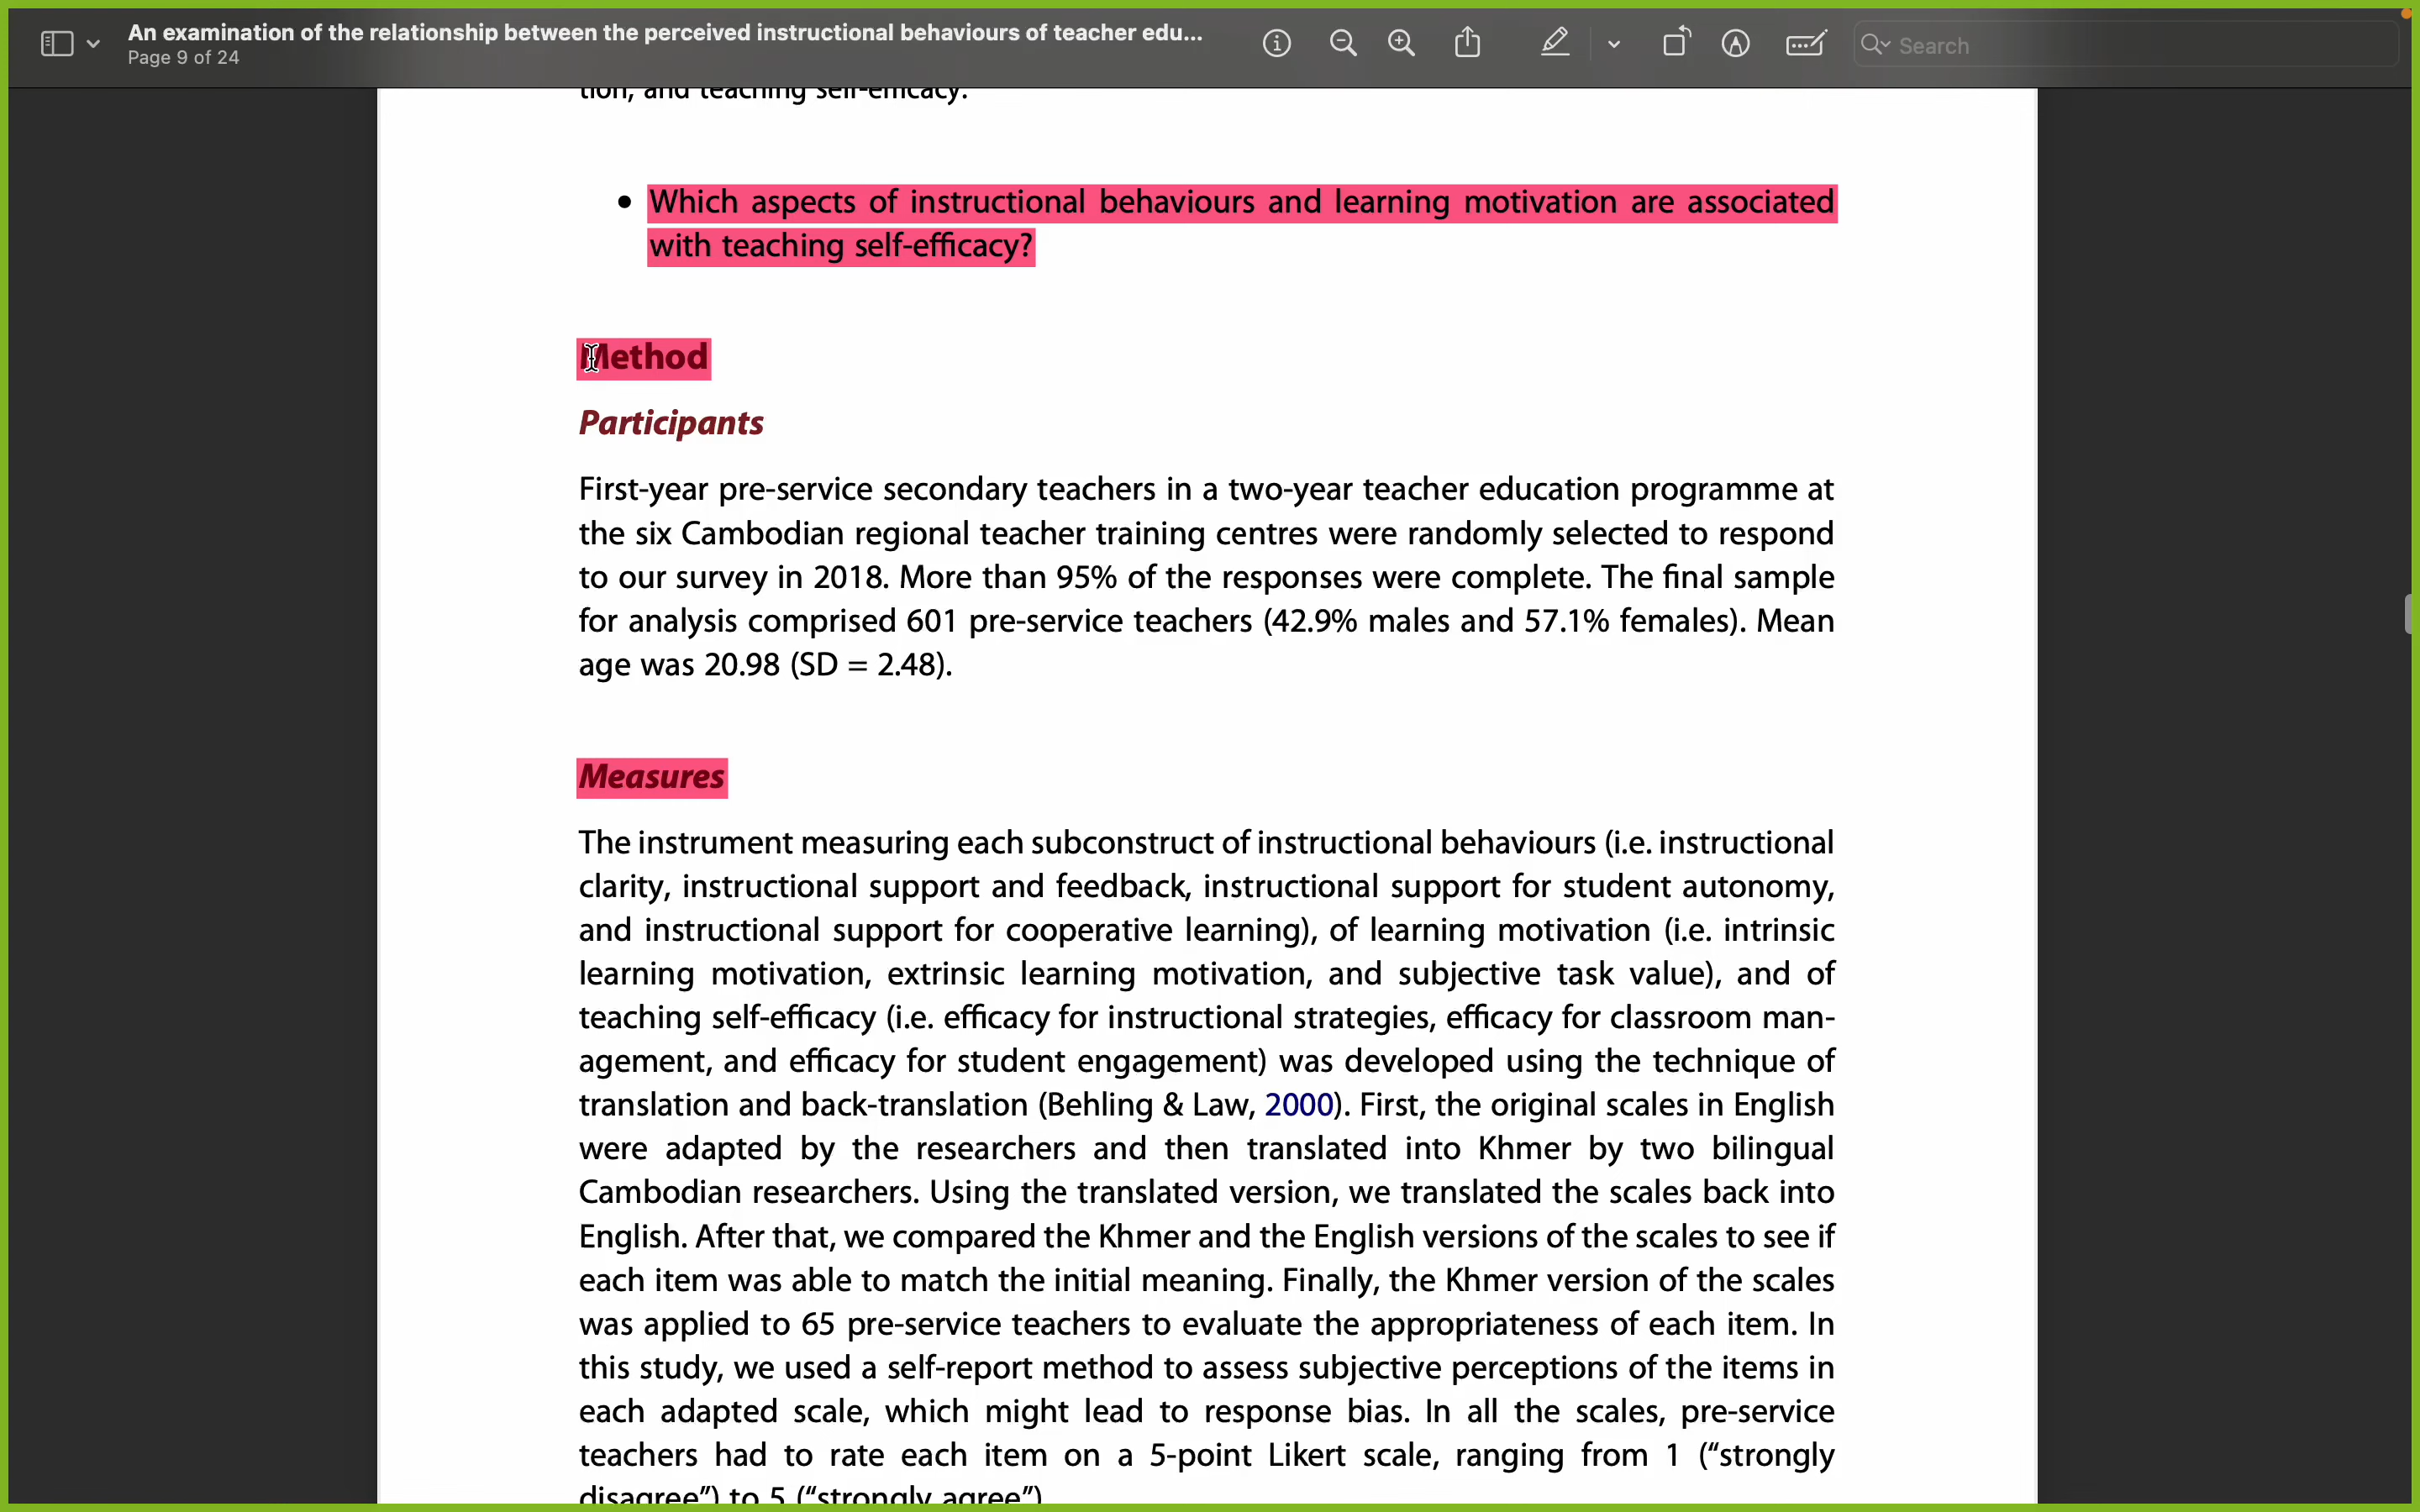 An examination of the relationship between the perceived instructional behaviours of teacher edu...
Page 9 of 24
Search
tion, and teaching self-efficacy.
• Which aspects of instructional behaviours and learning motivation are associated
with teaching self-efficacy?
Method
Participants
First-year pre-service secondary teachers in a two-year teacher education programme at
the six Cambodian regional teacher training centres were randomly selected to respond
to our survey in 2018. More than 95% of the responses were complete. The final sample
for analysis comprised 601 pre-service teachers (42.9% males and 57.1% females). Mean
age was 20.98 (SD = 2.48).
Measures
The instrument measuring each subconstruct of instructional behaviours (i.e. instructional
clarity, instructional support and feedback, instructional support for student autonomy,
and instructional support for cooperative learning), of learning motivation (i.e. intrinsic
learning motivation, extrinsic learning motivation, and subjective task value), and of
teaching self-efficacy (i.e. efficacy for instructional strategies, efficacy for classroom man-
agement, and efficacy for student engagement) was developed using the technique of
translation and back-translation (Behling & Law, 2000). First, the original scales in English
were adapted by the researchers and then translated into Khmer by two bilingual
Cambodian researchers. Using the translated version, we translated the scales back into
English. After that, we compared the Khmer and the English versions of the scales to see if
each item was able to match the initial meaning. Finally, the Khmer version of the scales
was applied to 65 pre-service teachers to evaluate the appropriateness of each item. In
this study, we used a self-report method to assess subjective perceptions of the items in
each adapted scale, which might lead to response bias. In all the scales, pre-service
teachers had to rate each item on a 5-point Likert scale, ranging from 1 (“strongly
disagree”) to 5 (“strongly agree”)